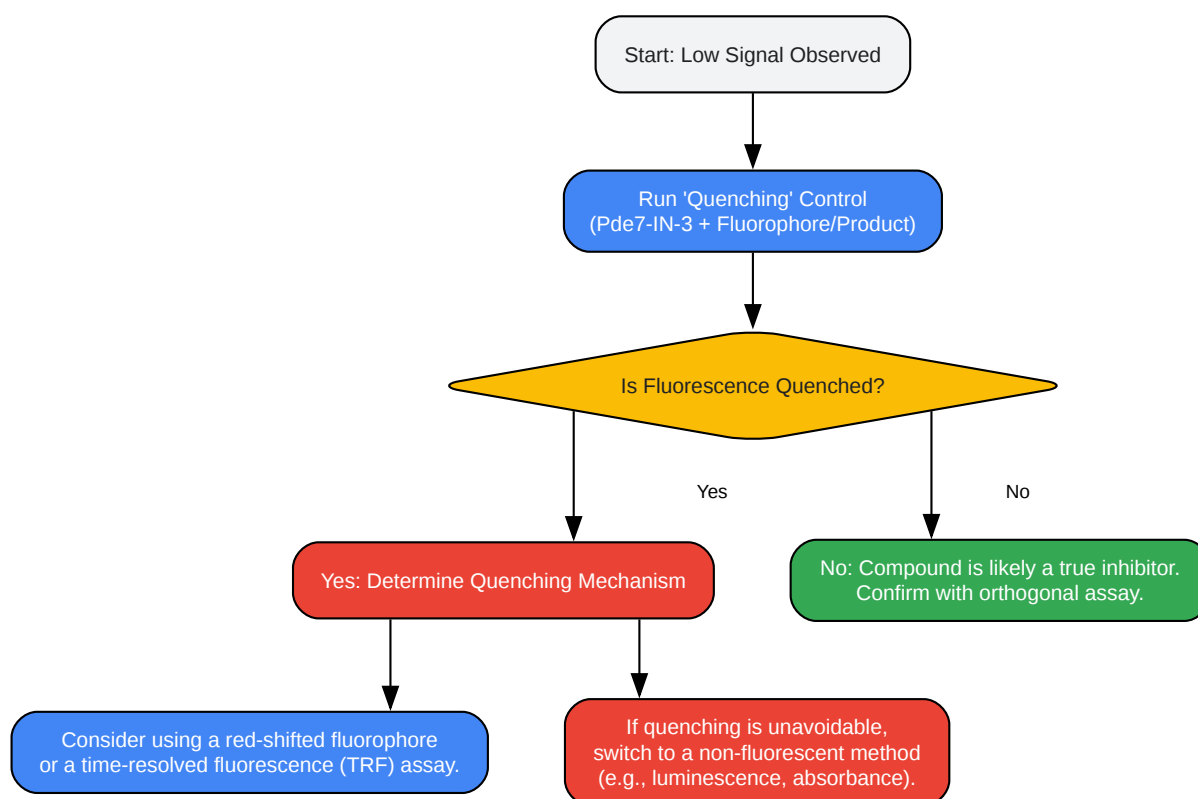 Start: Low Signal Observed
Run 'Quenching' Control
(Pde7-IN-3 + Fluorophore/Product)
Is Fluorescence Quenched?
Yes
No
Yes: Determine Quenching Mechanism
No: Compound is likely a true inhibitor.
Confirm with orthogonal assay.
Consider using a red-shifted fluorophore
or a time-resolved fluorescence (TRF) assay.
If quenching is unavoidable,
switch to a non-fluorescent method
(e.g., luminescence, absorbance).